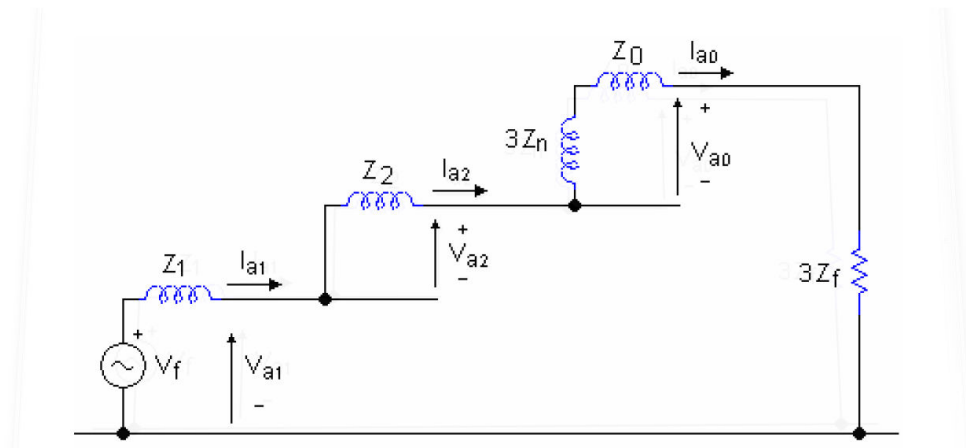 Z0 Ia0
3Zn
+
Va0
-
Z2 Ia2
+
Va2
-
3Zf
Z1 Ia1
+
Vf
Va1
-